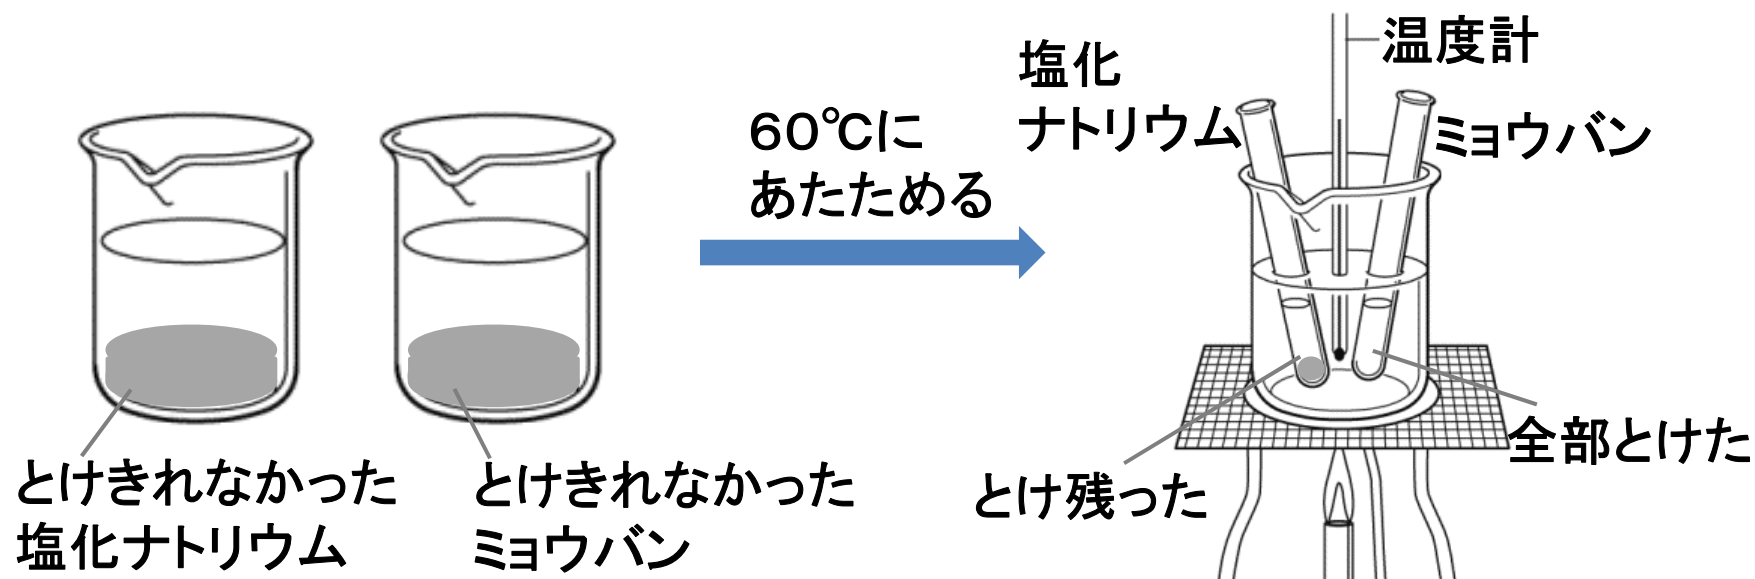 とけきれなかった
塩化ナトリウム
とけきれなかった
ミョウバン
60℃に
あたためる
塩化
ナトリウム
温度計
ミョウバン
とけ残った
全部とけた